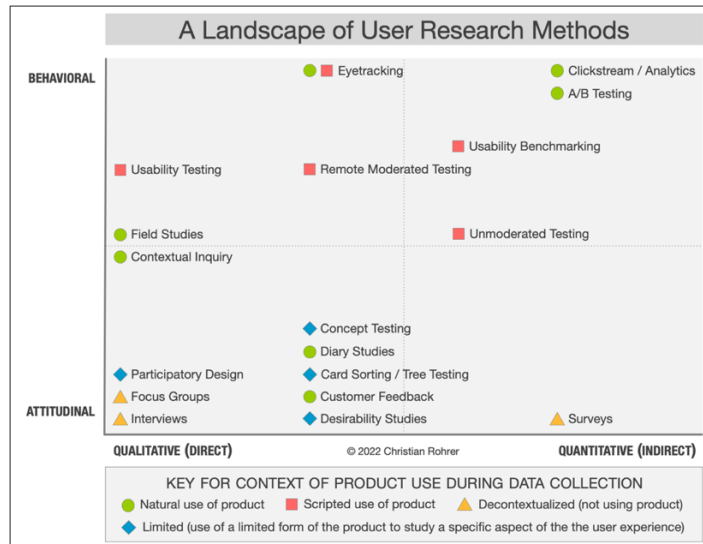 A Landscape of User Research Methods
BEHAVIORAL
Eyetracking
Clickstream / Analytics
A/B Testing
Usability Benchmarking
Usability Testing
Remote Moderated Testing
Field Studies
Unmoderated Testing
Contextual Inquiry
Concept Testing
Diary Studies
Participatory Design
Card Sorting / Tree Testing
Focus Groups
Customer Feedback
ATTITUDINAL
Interviews
Desirability Studies
Surveys
QUALITATIVE (DIRECT)
© 2022 Christian Rohrer
QUANTITATIVE (INDIRECT)
KEY FOR CONTEXT OF PRODUCT USE DURING DATA COLLECTION
Natural use of product
Scripted use of product
Decontextualized (not using product)
Limited (use of a limited form of the product to study a specific aspect of the the user experience)